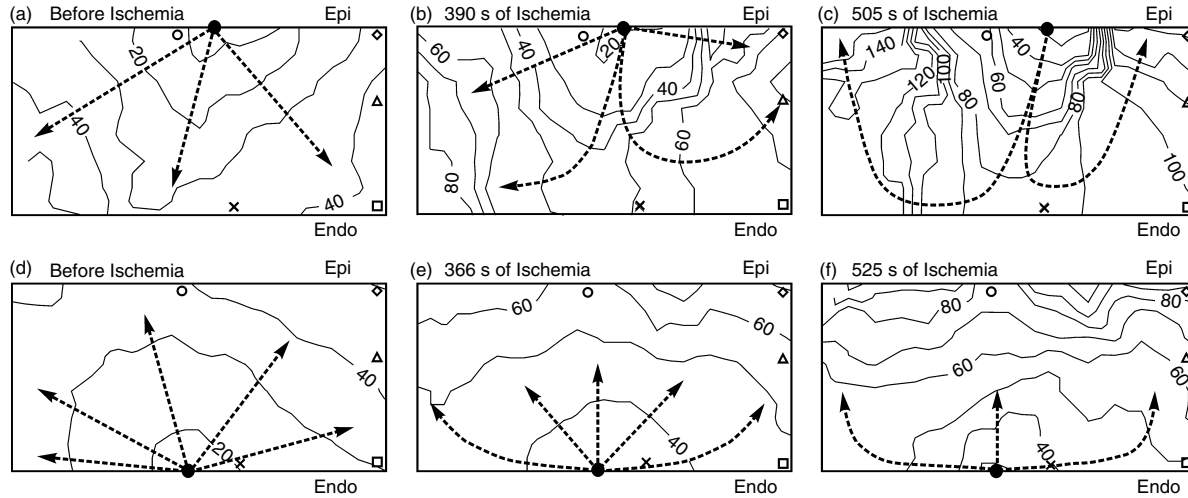 (a) Before Ischemia Epi
20
40
40
Endo
(b) 390 s of Ischemia Epi
60
40
20
40
60
80
Endo
(c) 505 s of Ischemia Epi
140
120
100
80
60
40
80
100
Endo
(d) Before Ischemia Epi
40
20
Endo
(e) 366 s of Ischemia Epi
60
60
40
Endo
(f) 525 s of Ischemia Epi
80
80
60
60
40
Endo